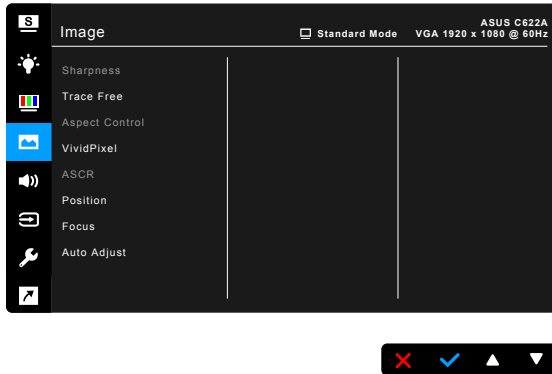 S
Image
Standard Mode
ASUS C622A
VGA 1920 x 1080 @ 60Hz
Sharpness
Trace Free
Aspect Control
VividPixel
ASCR
Position
Focus
Auto Adjust